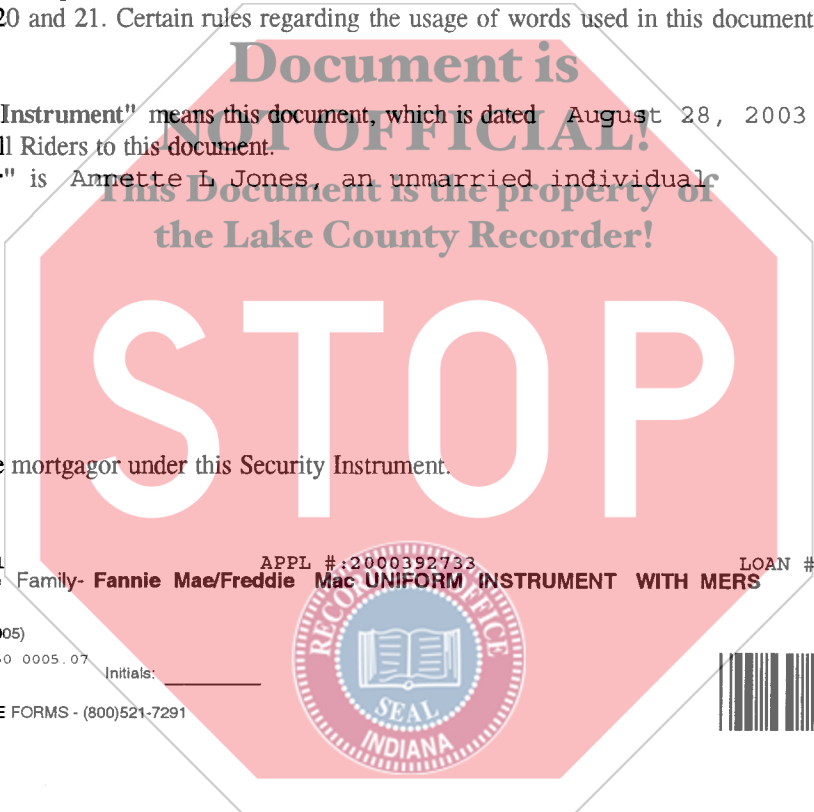 20 and 21. Certain rules regarding the usage of words used in this document
Document is
Instrument" means this document, which is dated August 28, 2003
NOT OFFICIAL!
ll Riders to this document.
" is Annette L Jones, an unmarried individual
This Document is the property of
the Lake County Recorder!
STOP
e mortgagor under this Security Instrument.
APPL #:2000392733 LOAN #
Family- Fannie Mae/Freddie Mac UNIFORM INSTRUMENT WITH MERS
RECORDER'S OFFICE
005)
0 0005.07
Initials:
SEAL
E FORMS - (800)521-7291
INDIANA